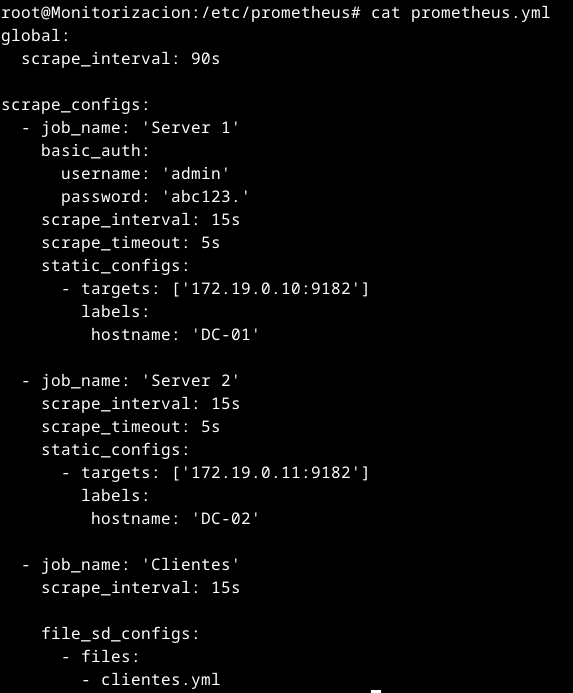 root@Monitorizacion:/etc/prometheus# cat prometheus.yml
global:
  scrape_interval: 90s

scrape_configs:
  - job_name: 'Server 1'
    basic_auth:
      username: 'admin'
      password: 'abc123.'
    scrape_interval: 15s
    scrape_timeout: 5s
    static_configs:
      - targets: ['172.19.0.10:9182']
        labels:
         hostname: 'DC-01'

  - job_name: 'Server 2'
    scrape_interval: 15s
    scrape_timeout: 5s
    static_configs:
      - targets: ['172.19.0.11:9182']
        labels:
         hostname: 'DC-02'

  - job_name: 'Clientes'
    scrape_interval: 15s

    file_sd_configs:
      - files:
        - clientes.yml